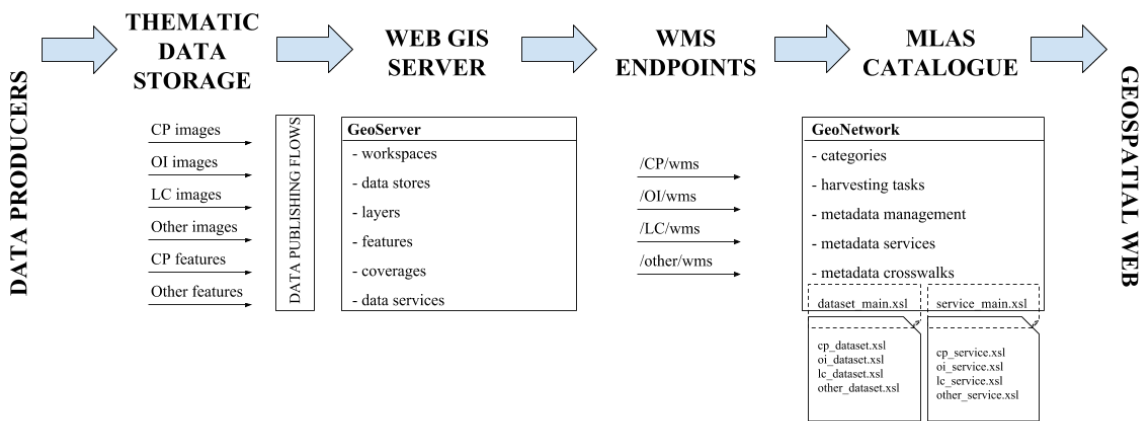 DATA PRODUCERS
THEMATIC
DATA
STORAGE
WEB GIS
SERVER
WMS
ENDPOINTS
MLAS
CATALOGUE
GEOSPATIAL WEB
CP images
OI images
LC images
Other images
CP features
Other features
DATA PUBLISHING FLOWS
GeoServer
- workspaces
- data stores
- layers
- features
- coverages
- data services
/CP/wms
/OI/wms
/LC/wms
/other/wms
GeoNetwork
- categories
- harvesting tasks
- metadata management
- metadata services
- metadata crosswalks
dataset_main.xsl
cp_dataset.xsl
oi_dataset.xsl
lc_dataset.xsl
other_dataset.xsl
service_main.xsl
cp_service.xsl
oi_service.xsl
lc_service.xsl
other_service.xsl